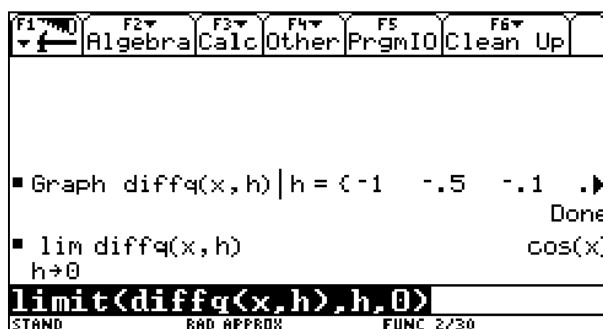 F1 F2 F3 F4 F5 F6
Algebra Calc Other PrgmIO Clean Up
▪ Graph diffq(x,h)|h = {-1 -.5 -.1 .▶
Done
▪ lim diffq(x,h) cos(x)
h→0
limit(diffq(x,h),h,0)
STAND RAD APPROX FUNC 2/30